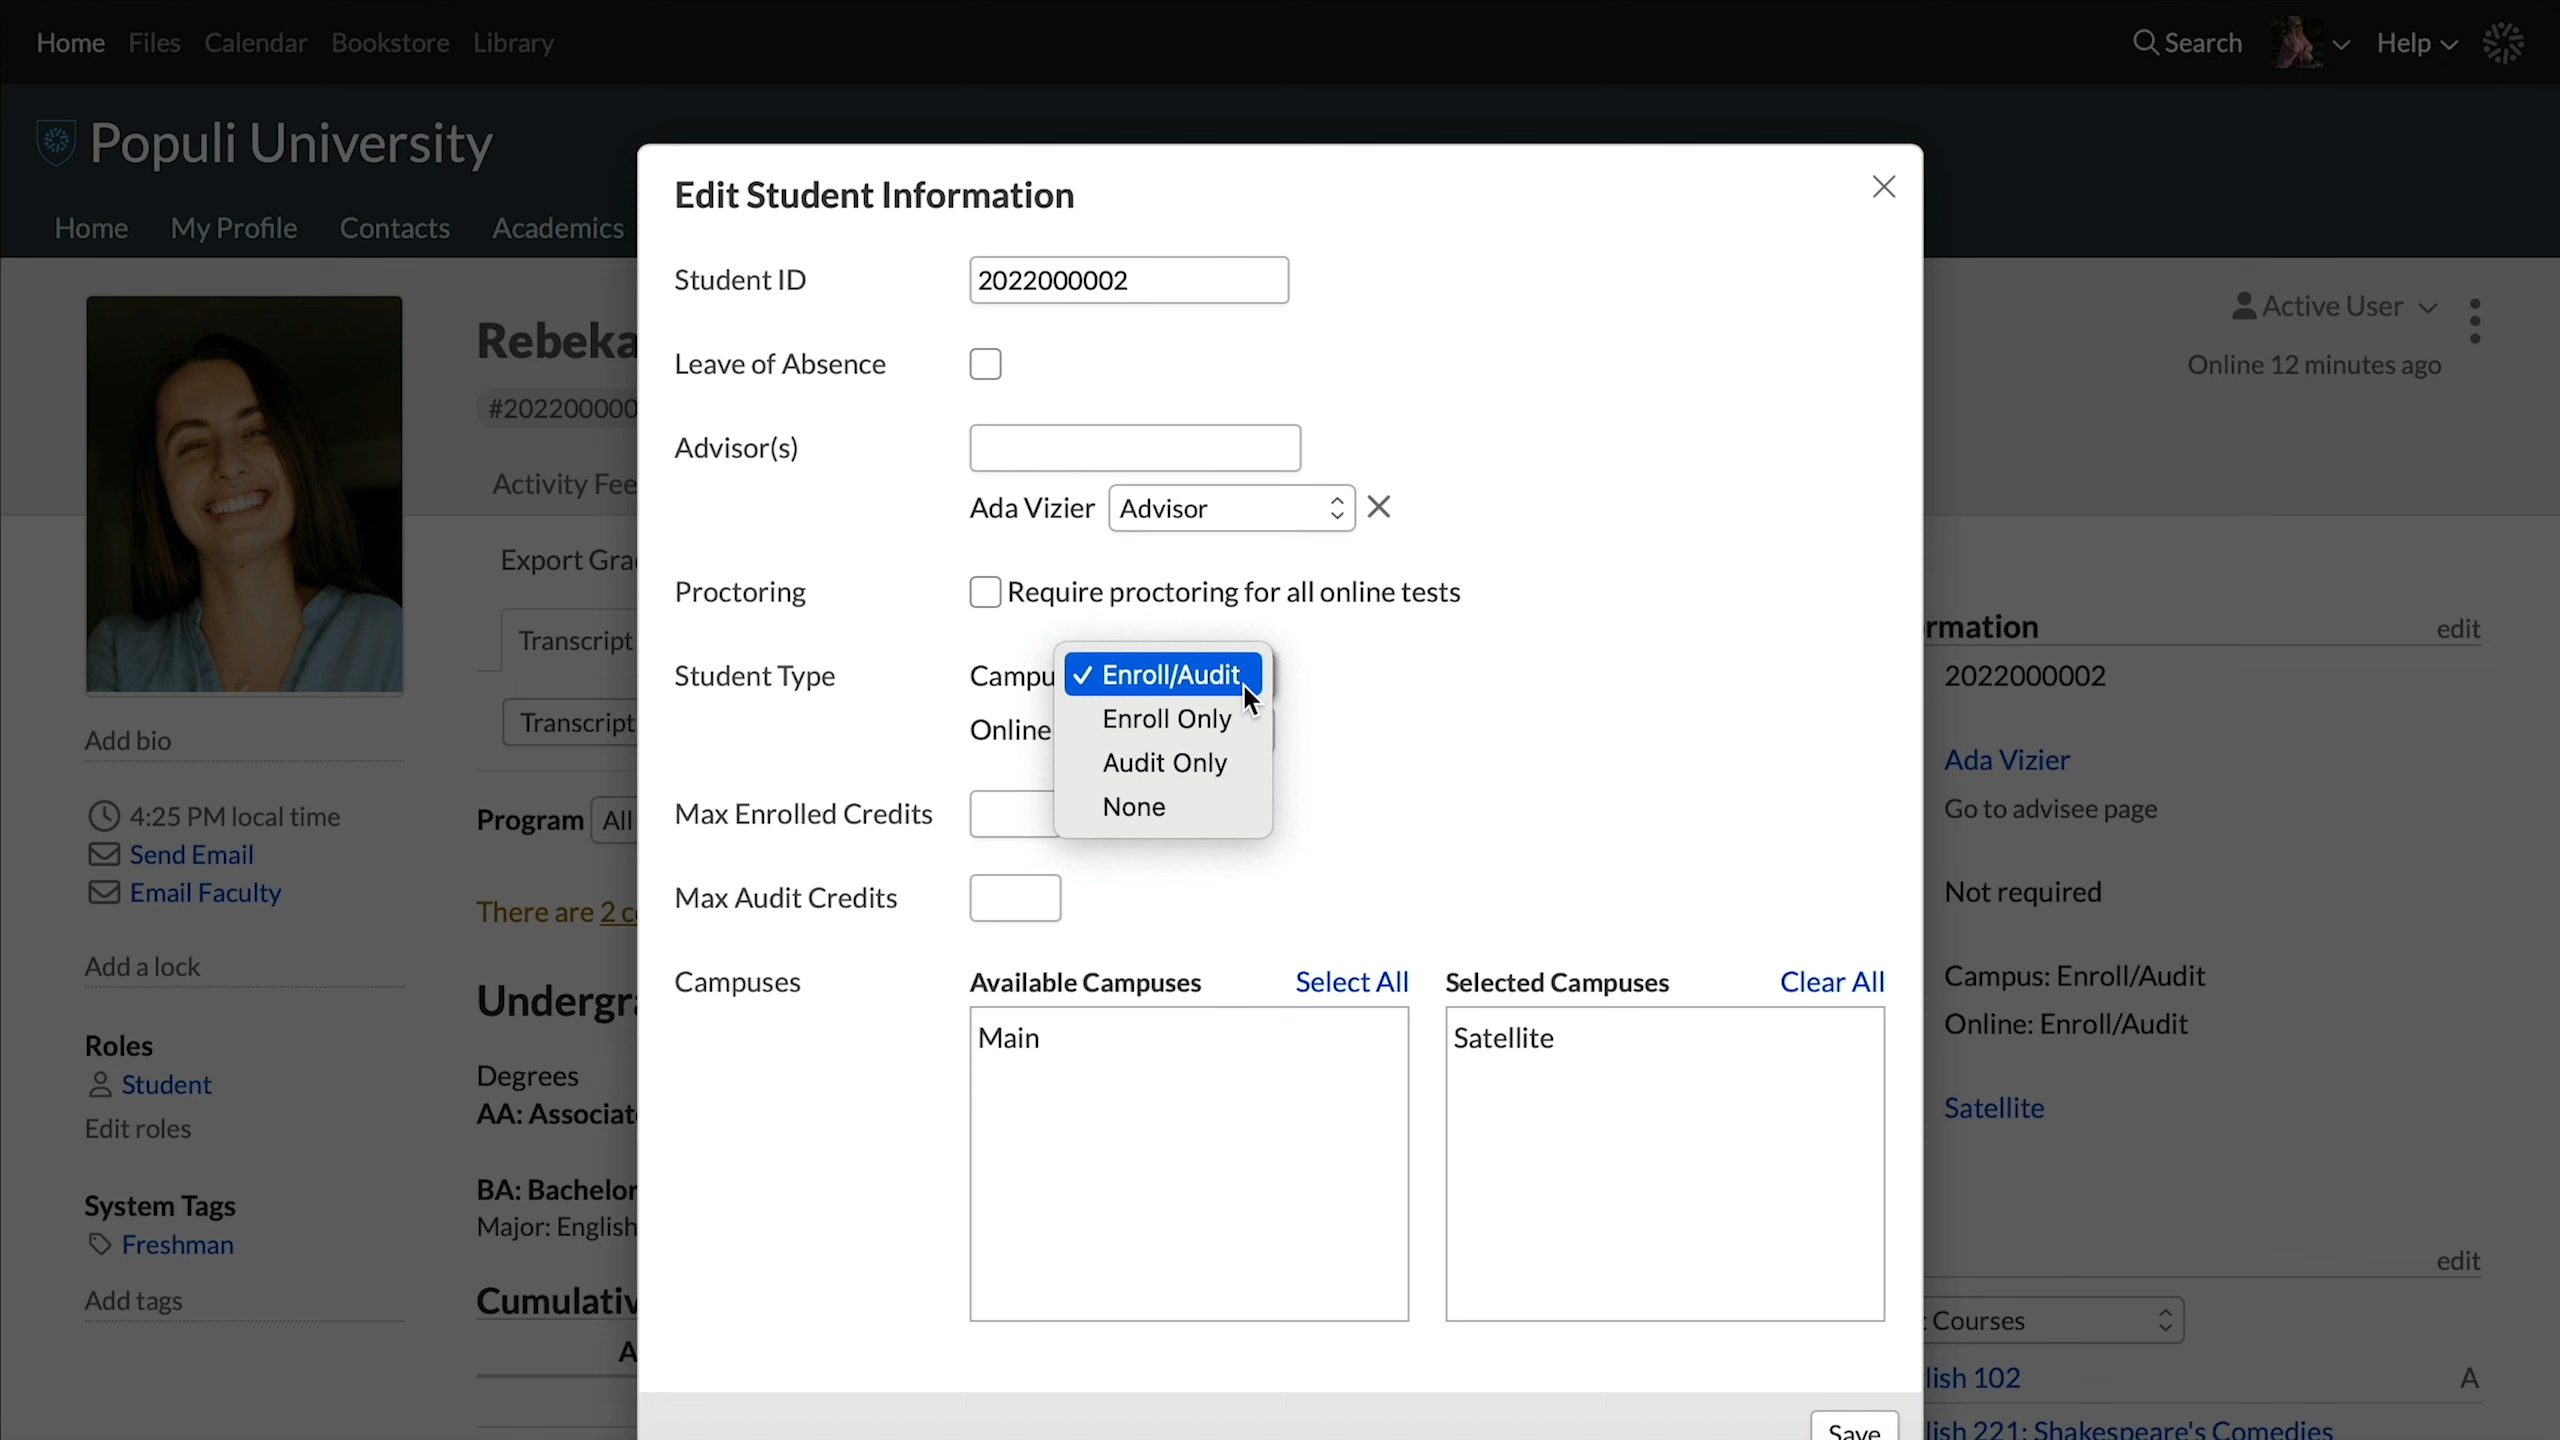 Home Files Calendar Bookstore Library Search Help
Populi University
Home My Profile Contacts Academics
Edit Student Information
Student ID 2022000002
Leave of Absence
Advisor(s)
Ada Vizier Advisor
Proctoring Require proctoring for all online tests
Student Type Campu Enroll/Audit
Enroll Only
Online
Audit Only
None
Max Enrolled Credits
Max Audit Credits
Campuses Available Campuses Select All Selected Campuses Clear All
Main Satellite
Save
Rebeka
#202200000
Activity Fee
Export Gra
Transcript
Transcript
Program All
There are 2 c
Undergra
Degrees
AA: Associat
BA: Bachelor
Major: English
Cumulativ
A
Add bio
4:25 PM local time
Send Email
Email Faculty
Add a lock
Roles
Student
Edit roles
System Tags
Freshman
Add tags
Active User
Online 12 minutes ago
rmation edit
2022000002
Ada Vizier
Go to advisee page
Not required
Campus: Enroll/Audit
Online: Enroll/Audit
Satellite
edit
Courses
lish 102 A
lish 221: Shakespeare's Comedies